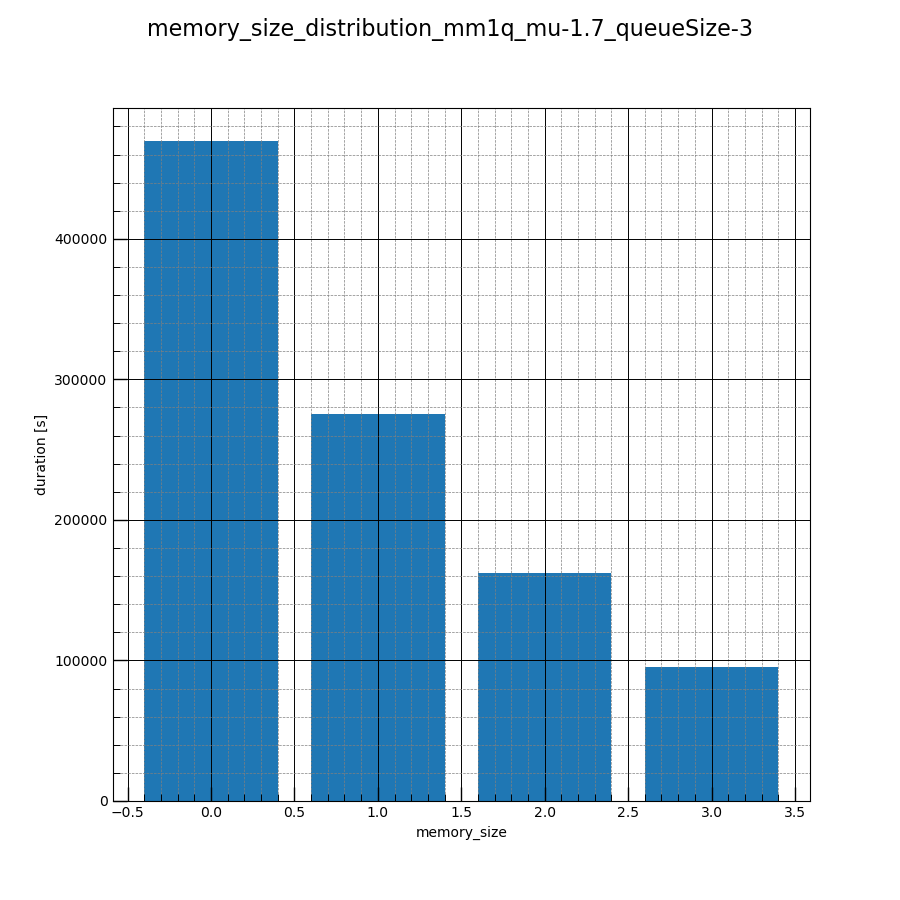 memory_size_distribution_mm1q_mu-1.7_queueSize-3
400000
300000
200000
100000
0
duration [s]
−0.5 0.0 0.5 1.0 1.5 2.0 2.5 3.0 3.5
memory_size